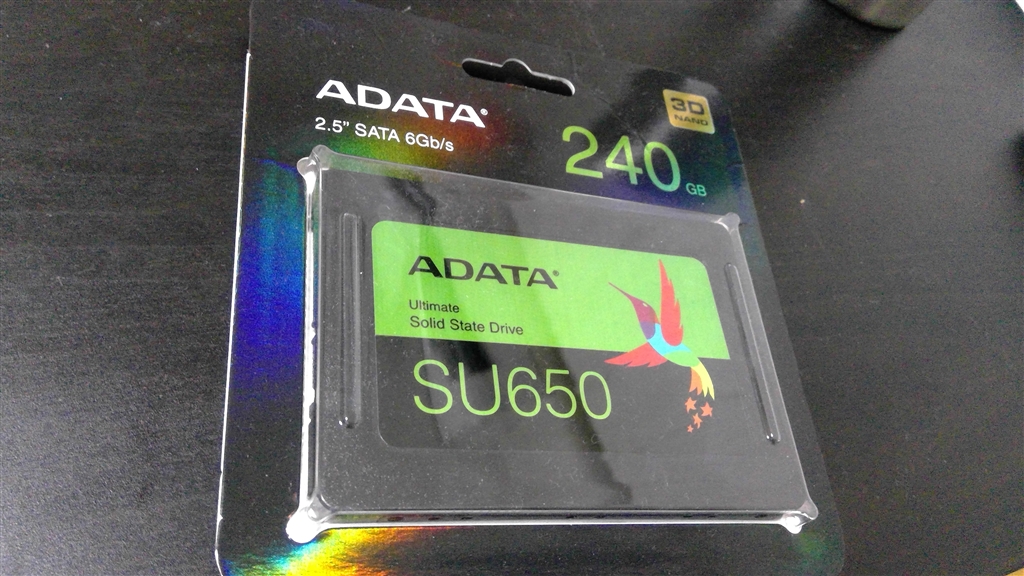 ADATA®
2.5” SATA 6Gb/s
3D
NAND
240 GB
ADATA®
Ultimate
Solid State Drive
SU650